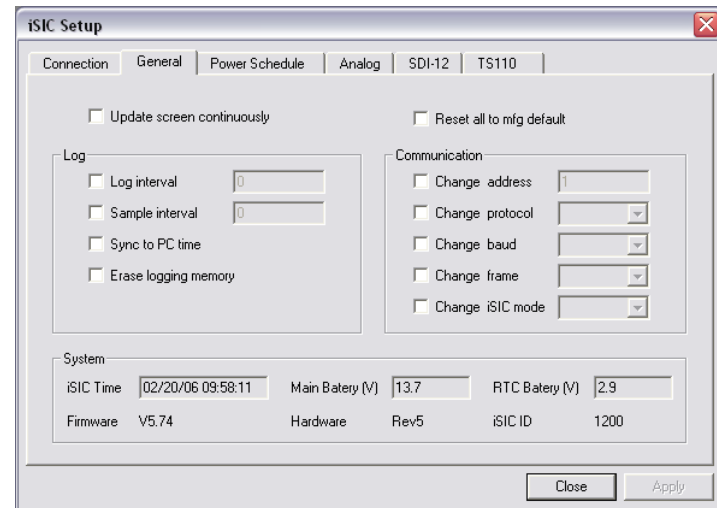 iSIC Setup
Connection General Power Schedule Analog SDI-12 TS110
Update screen continuously Reset all to mfg default
Log Communication
Log interval 0 Change address 1
Sample interval 0 Change protocol
Sync to PC time Change baud
Erase logging memory Change frame
Change iSIC mode
System
iSIC Time 02/20/06 09:58:11 Main Batery (V) 13.7 RTC Batery (V) 2.9
Firmware V5.74 Hardware Rev5 iSIC ID 1200
Close Apply